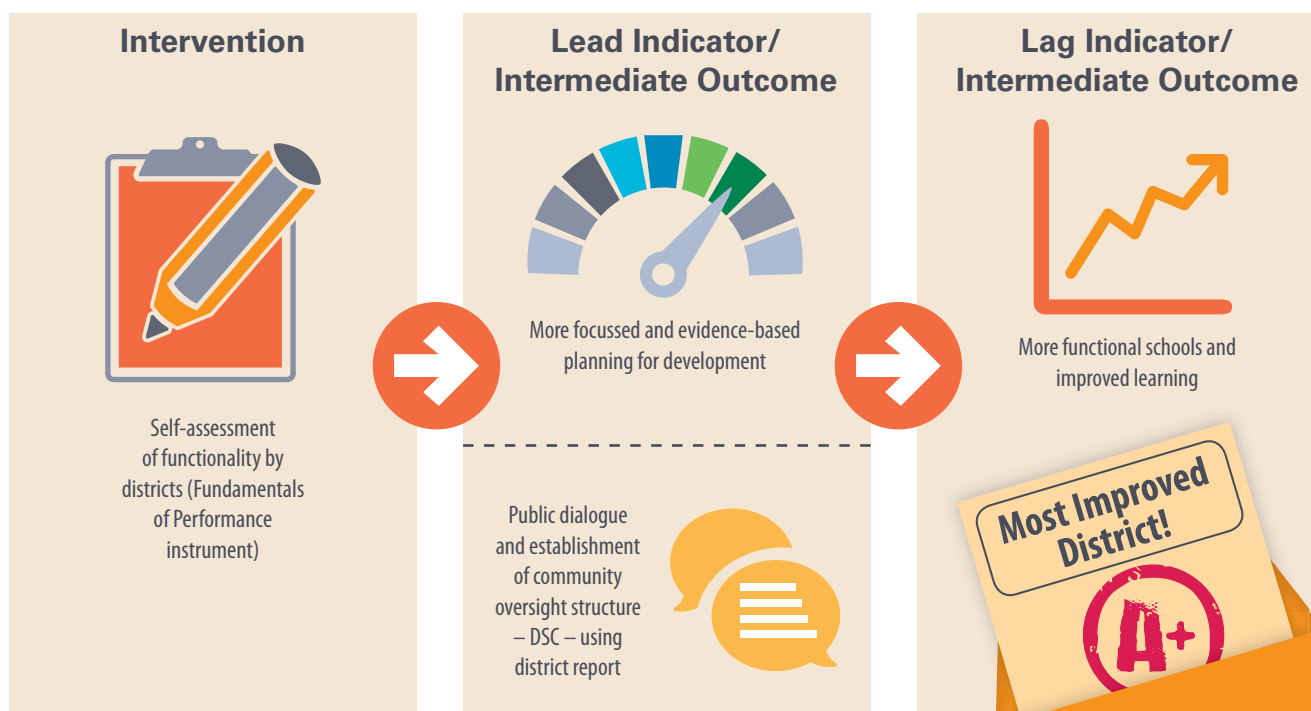 Intervention
Self-assessment
of functionality by
districts (Fundamentals
of Performance
instrument)
Lead Indicator/
Intermediate Outcome
More focussed and evidence-based
planning for development
Public dialogue
and establishment
of community
oversight structure
– DSC – using
district report
Lag Indicator/
Intermediate Outcome
More functional schools and
improved learning
Most Improved
District!
A+